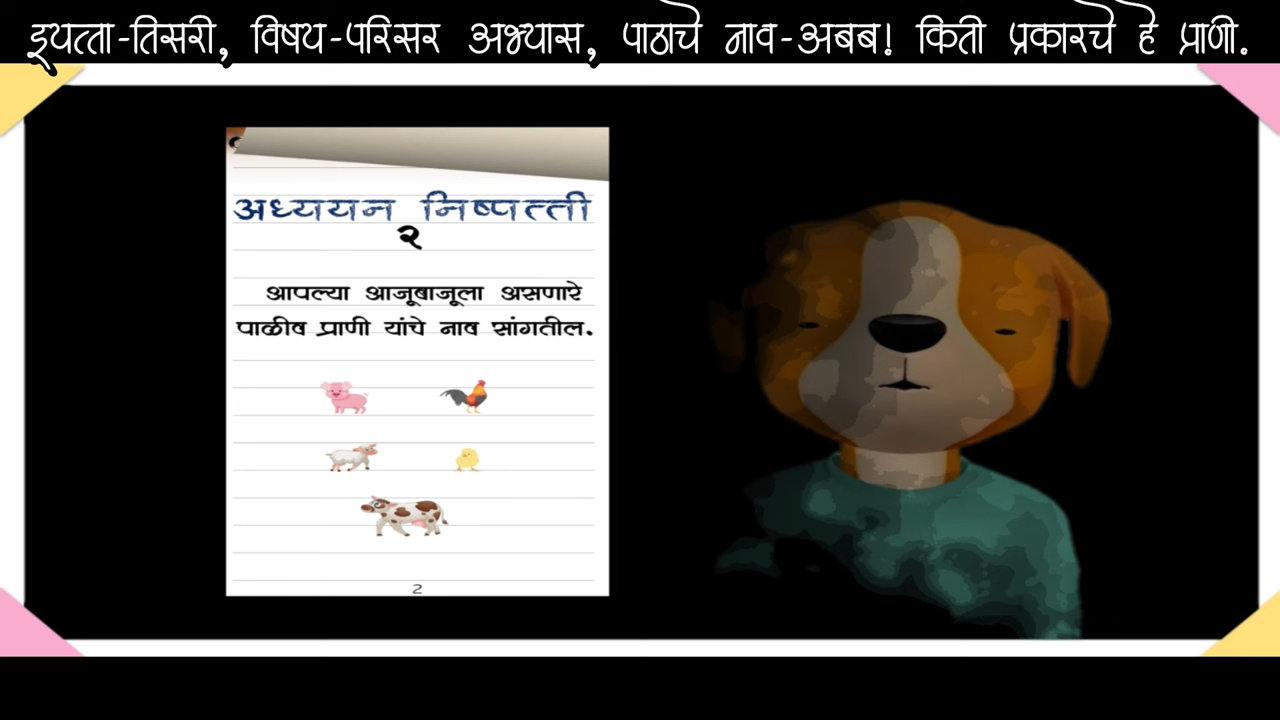 इयत्ता-तिसरी, विषय-परिसर अभ्यास, पाठाचे नाव-अबब! किती प्रकारचे हे प्राणी.
अध्ययन निष्पत्ती
२
आपल्या आजूबाजूला असणारे
पाळीव प्राणी यांचे नाव सांगतील.
2